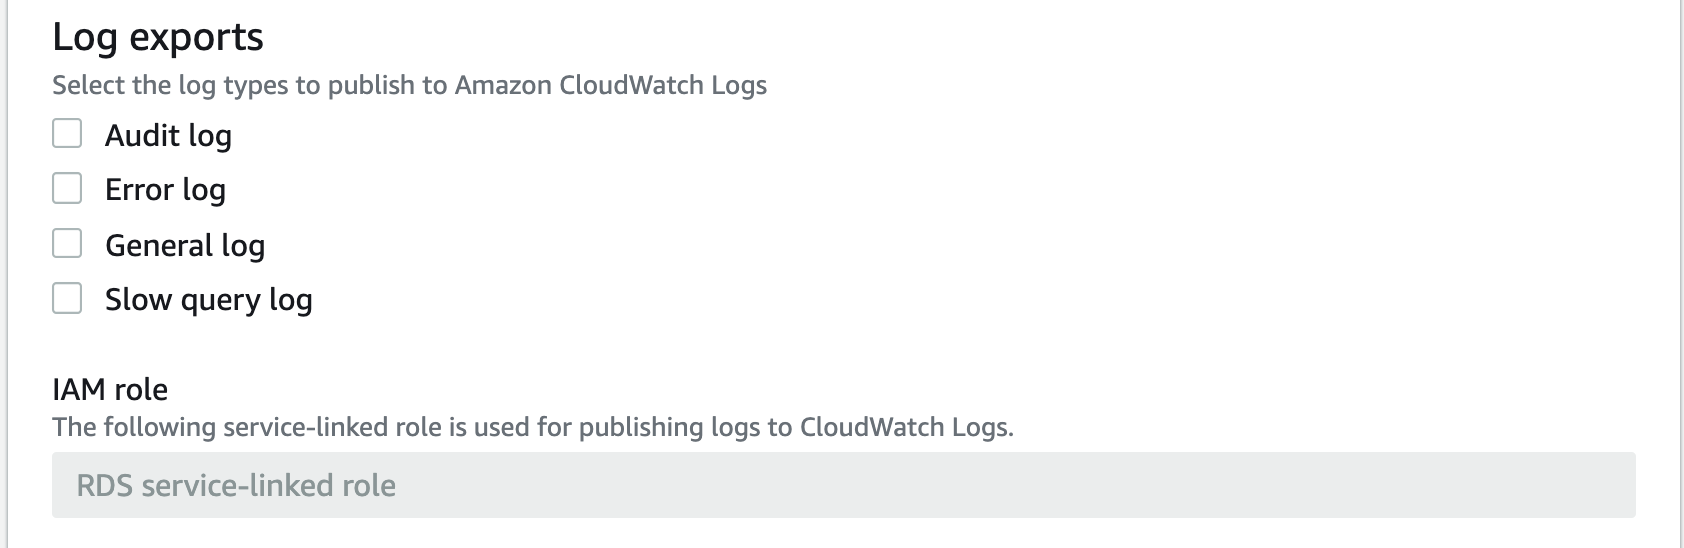 Log exports
Select the log types to publish to Amazon CloudWatch Logs
Audit log
Error log
General log
Slow query log
IAM role
The following service-linked role is used for publishing logs to CloudWatch Logs.
RDS service-linked role